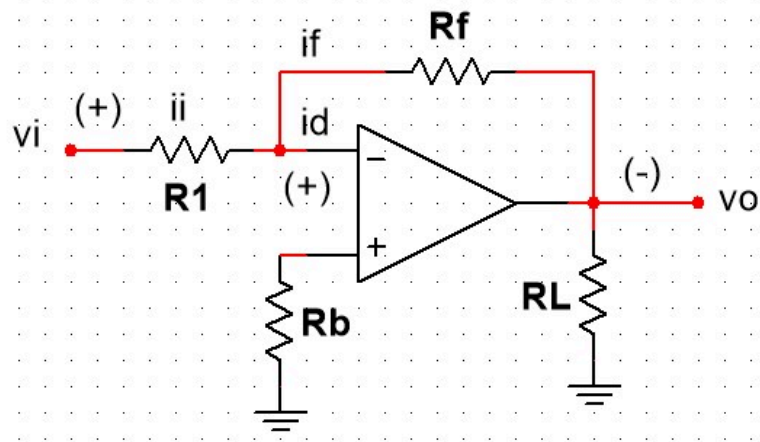 Rf
if
(+)
ii
id
vi
−
R1
(+)
(-)
vo
+
Rb
RL